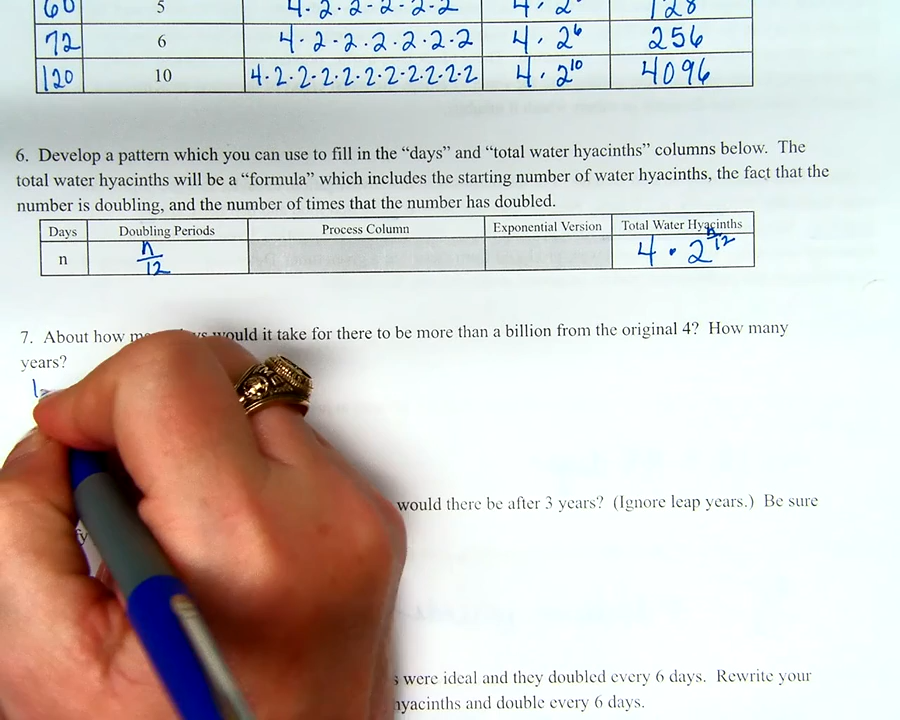 60 5 4·2·2·2·2·2 4·2 128
72 6 4·2·2·2·2·2·2 4·2⁶ 256
120 10 4·2·2·2·2·2·2·2·2·2·2 4·2¹⁰ 4096
6. Develop a pattern which you can use to fill in the “days” and “total water hyacinths” columns below. The
total water hyacinths will be a “formula” which includes the starting number of water hyacinths, the fact that the
number is doubling, and the number of times that the number has doubled.
Days Doubling Periods Process Column Exponential Version Total Water Hyacinths
n n/12 4·2^n/12
7. About how would it take for there to be more than a billion from the original 4? How many
years?
would there be after 3 years? (Ignore leap years.) Be sure
were ideal and they doubled every 6 days. Rewrite your
hyacinths and double every 6 days.